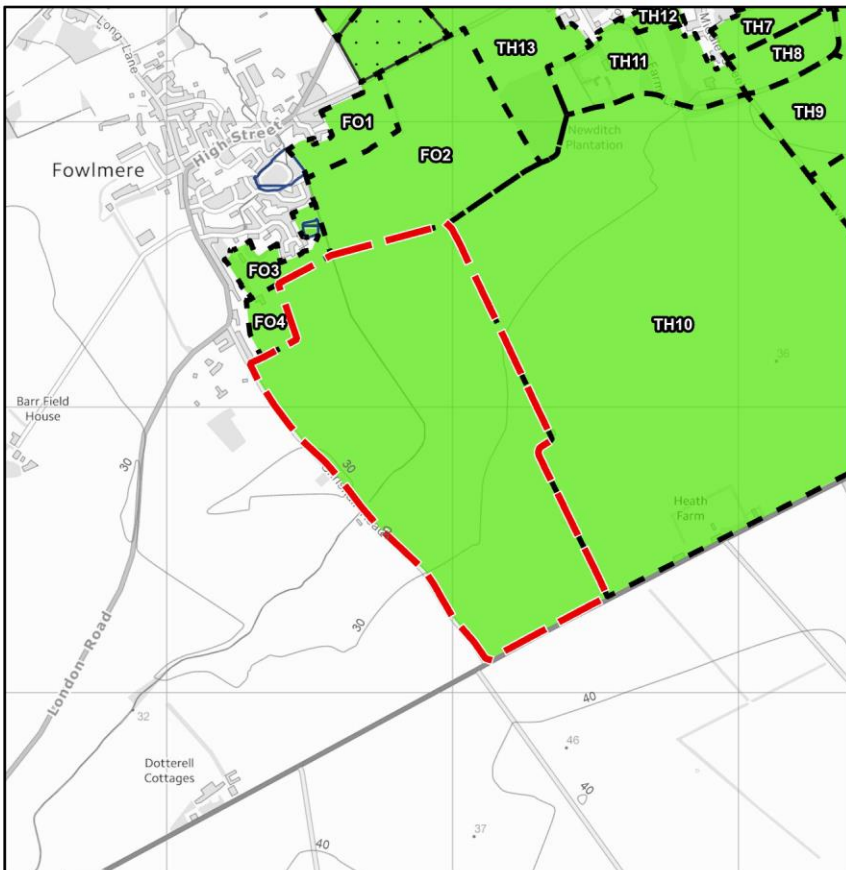 TH12
TH7
TH13
TH8
Long Lane
TH11
TH9
FO1
High Street
Newditch
Plantation
FO2
Fowlmere
FO3
FO4
TH10
36
Barr Field
House
30
30
Heath
Farm
30
London Road
40
32
46
Dotterell
Cottages
40
37
40